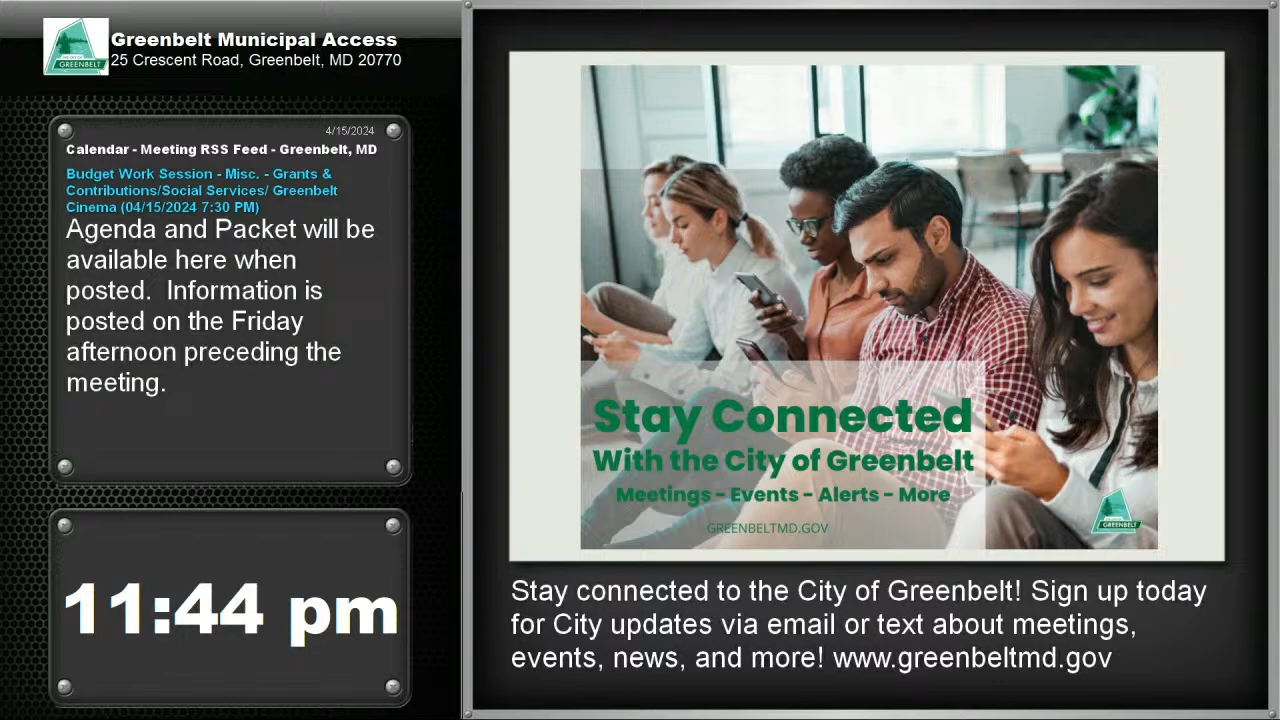 Greenbelt Municipal Access
25 Crescent Road, Greenbelt, MD 20770
4/15/2024
Calendar - Meeting RSS Feed - Greenbelt, MD
Budget Work Session - Misc. - Grants &
Contributions/Social Services/ Greenbelt
Cinema (04/15/2024 7:30 PM)
Agenda and Packet will be
available here when
posted.  Information is
posted on the Friday
afternoon preceding the
meeting.
11:44 pm
Stay Connected
With the City of Greenbelt
Meetings - Events - Alerts - More
GREENBELTMD.GOV
GREENBELT
Stay connected to the City of Greenbelt! Sign up today
for City updates via email or text about meetings,
events, news, and more! www.greenbeltmd.gov